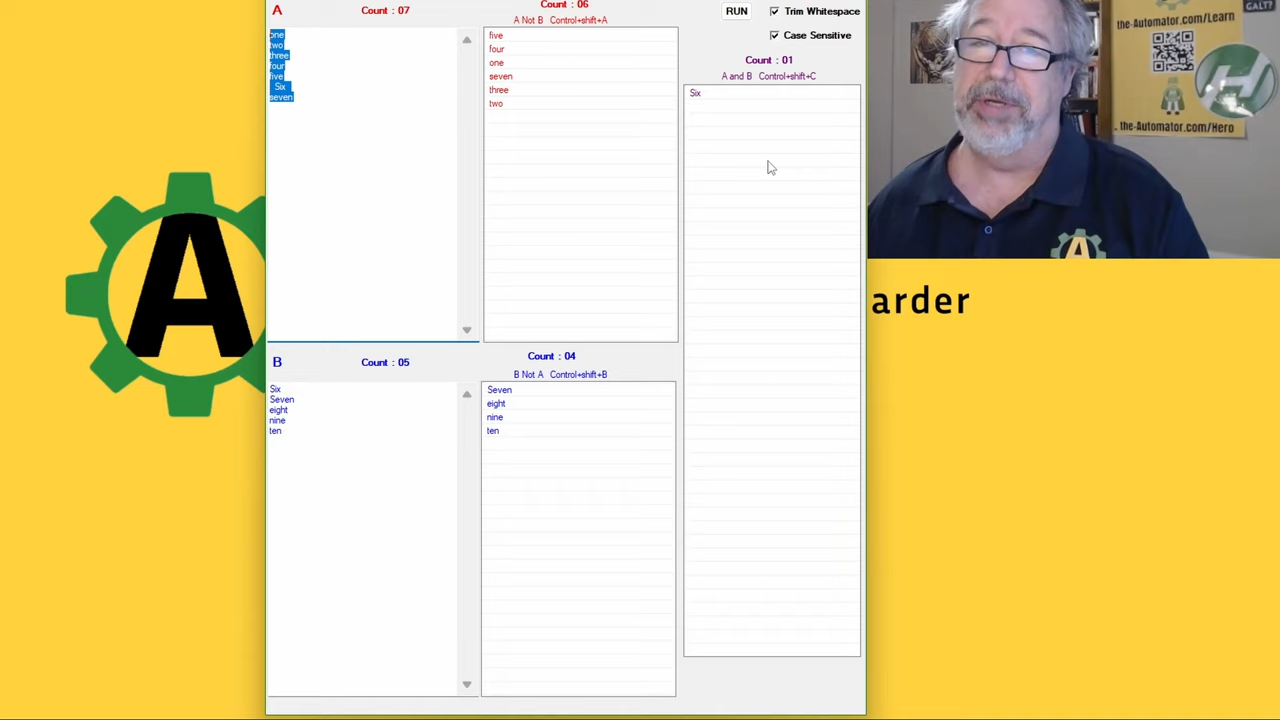 A
Count : 07
one
two
three
four
five
Six
seven
Count : 06
A Not B Control+shift+A
five
four
one
seven
three
two
RUN
Trim Whitespace
Case Sensitive
Count : 01
A and B Control+shift+C
Six
B
Count : 05
Six
Seven
eight
nine
ten
Count : 04
B Not A Control+shift+B
Seven
eight
nine
ten
the-Automator.com/Learn
the-Automator.com/Hero
GALT?
arder
A
A